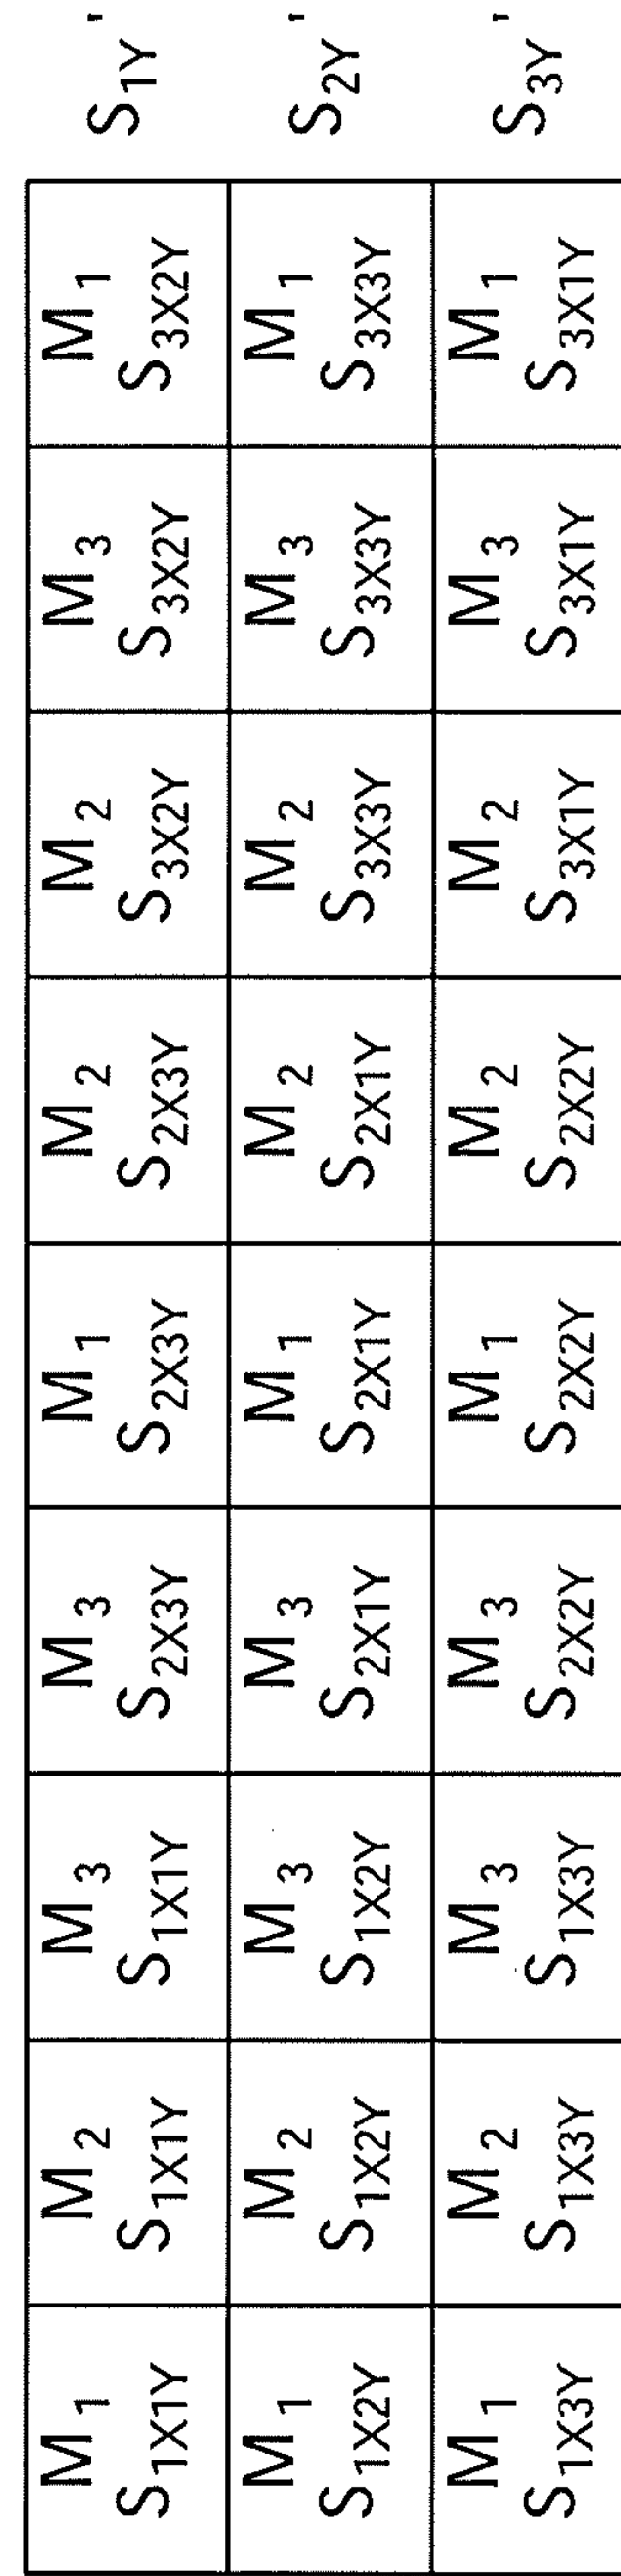 M₁ M₂ M₃ M₃ M₁ M₂ M₂ M₃ M₁
S₁ₓ₁Y S₁ₓ₁Y S₁ₓ₁Y S₂ₓ₃Y S₂ₓ₃Y S₂ₓ₃Y S₃ₓ₂Y S₃ₓ₂Y S₃ₓ₂Y S₁Y'
M₁ M₂ M₃ M₃ M₁ M₂ M₂ M₃ M₁
S₁ₓ₂Y S₁ₓ₂Y S₁ₓ₂Y S₂ₓ₁Y S₂ₓ₁Y S₂ₓ₁Y S₃ₓ₃Y S₃ₓ₃Y S₃ₓ₃Y S₂Y'
M₁ M₂ M₃ M₃ M₁ M₂ M₂ M₃ M₁
S₁ₓ₃Y S₁ₓ₃Y S₁ₓ₃Y S₂ₓ₂Y S₂ₓ₂Y S₂ₓ₂Y S₃ₓ₁Y S₃ₓ₁Y S₃ₓ₁Y S₃Y'